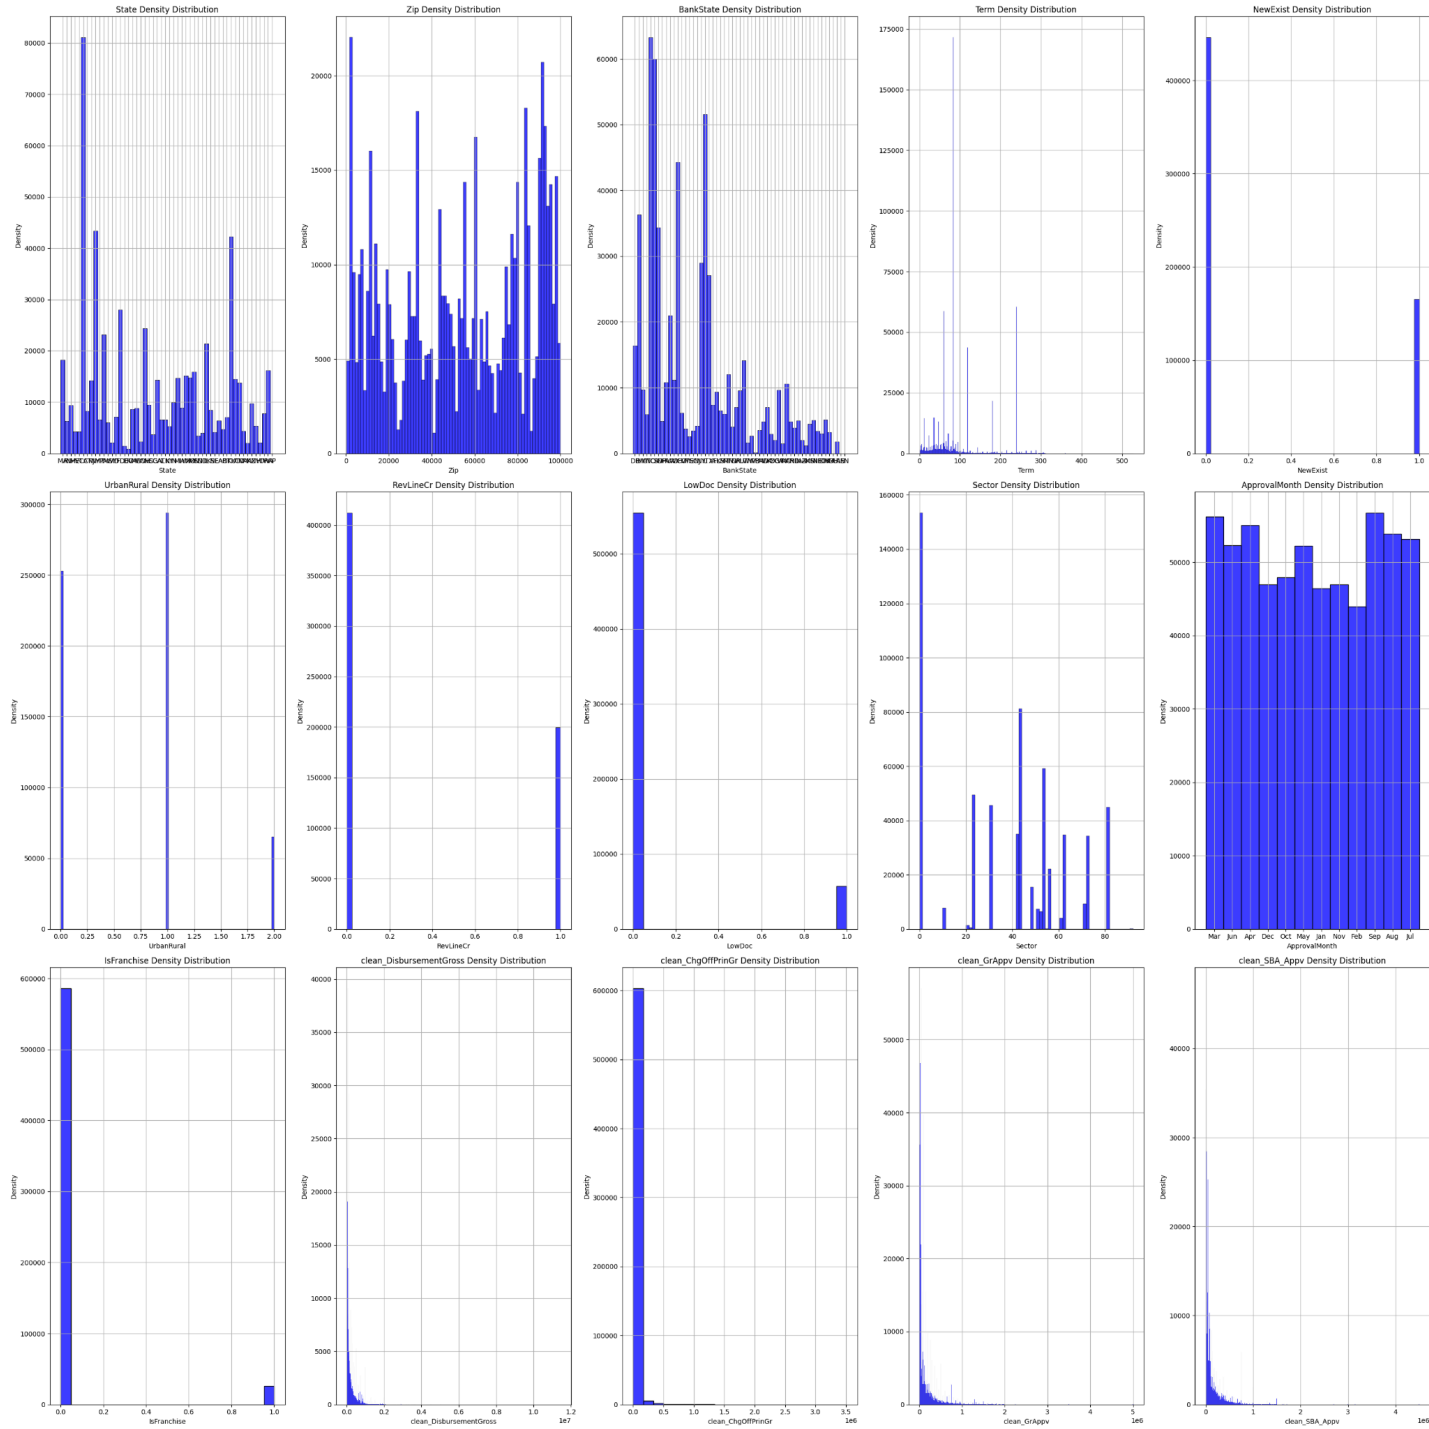 State Density Distribution
Density
80000
70000
60000
50000
40000
30000
20000
10000
0
State
Zip Density Distribution
Density
20000
15000
10000
5000
0
0 20000 40000 60000 80000 100000
Zip
BankState Density Distribution
Density
60000
50000
40000
30000
20000
10000
0
BankState
Term Density Distribution
Density
175000
150000
125000
100000
75000
50000
25000
0
0 100 200 300 400 500
Term
NewExist Density Distribution
Density
400000
300000
200000
100000
0
0.0 0.2 0.4 0.6 0.8 1.0
NewExist
UrbanRural Density Distribution
Density
300000
250000
200000
150000
100000
50000
0
0.00 0.25 0.50 0.75 1.00 1.25 1.50 1.75 2.00
UrbanRural
RevLineCr Density Distribution
Density
400000
350000
300000
250000
200000
150000
100000
50000
0
0.0 0.2 0.4 0.6 0.8 1.0
RevLineCr
LowDoc Density Distribution
Density
500000
400000
300000
200000
100000
0
0.0 0.2 0.4 0.6 0.8 1.0
LowDoc
Sector Density Distribution
Density
160000
140000
120000
100000
80000
60000
40000
20000
0
0 20 40 60 80
Sector
ApprovalMonth Density Distribution
Density
50000
40000
30000
20000
10000
0
Mar Jun Apr Dec Oct May Jan Nov Feb Sep Aug Jul
ApprovalMonth
IsFranchise Density Distribution
Density
600000
500000
400000
300000
200000
100000
0
0.0 0.2 0.4 0.6 0.8 1.0
IsFranchise
clean_DisbursementGross Density Distribution
Density
40000
35000
30000
25000
20000
15000
10000
5000
0
0.0 0.2 0.4 0.6 0.8 1.0 1.2
1e7
clean_DisbursementGross
clean_ChgOffPrinGr Density Distribution
Density
600000
500000
400000
300000
200000
100000
0
0.0 0.5 1.0 1.5 2.0 2.5 3.0 3.5
1e6
clean_ChgOffPrinGr
clean_GrAppv Density Distribution
Density
50000
40000
30000
20000
10000
0
0 1 2 3 4 5
1e6
clean_GrAppv
clean_SBA_Appv Density Distribution
Density
40000
30000
20000
10000
0
0 1 2 3 4
clean_SBA_Appv